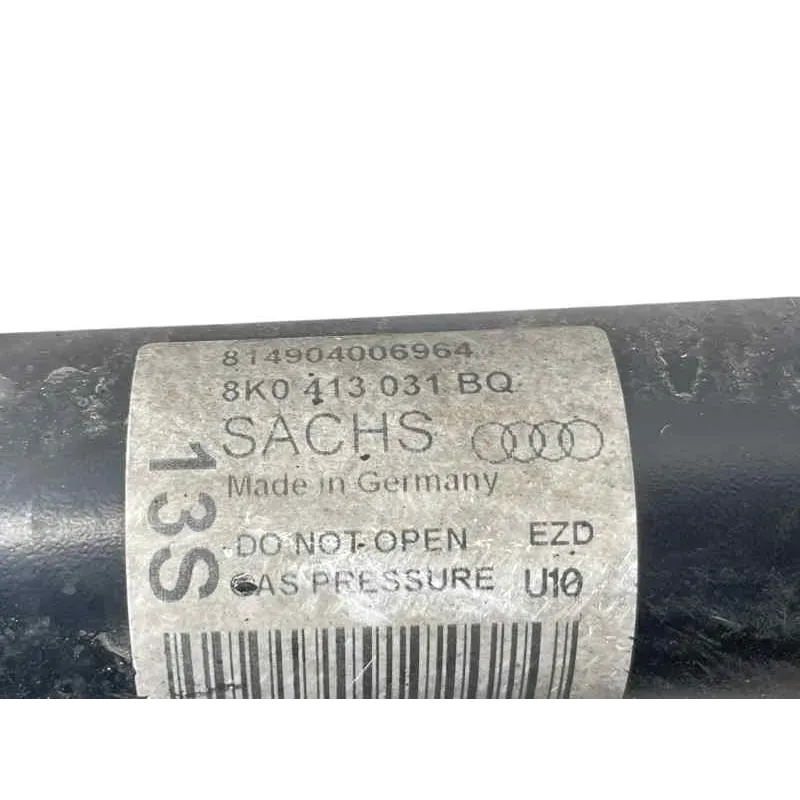 814904006964
8K0 413 031 BQ
SACHS
Made in Germany
13S
DO NOT OPEN EZD
GAS PRESSURE U10